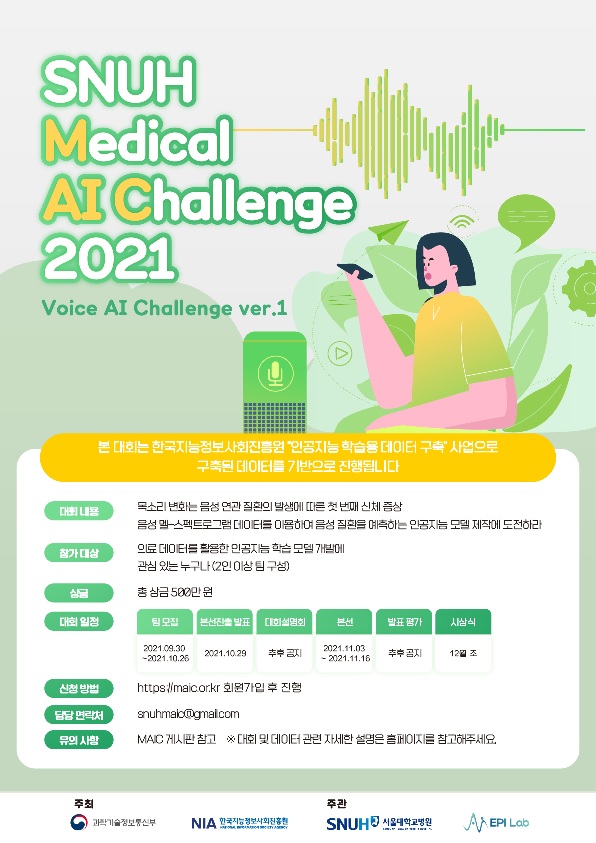 SNUH
Medical
AI Challenge
2021
Voice AI Challenge ver.1
본 대회는 한국지능정보사회진흥원 "인공지능 학습용 데이터 구축" 사업으로
구축된 데이터를 기반으로 진행됩니다
대회 내용
목소리 변화는 음성 연관 질환의 발생에 따른 첫 번째 신체 증상
음성 멜-스펙트로그램 데이터를 이용하여 음성 질환을 예측하는 인공지능 모델 제작에 도전하라
참가 대상
의료 데이터를 활용한 인공지능 학습 모델 개발에
관심 있는 누구나 (2인 이상 팀 구성)
상금
총 상금 500만 원
대회 일정
팀 모집 본선진출 발표 대회설명회 본선 발표 평가 시상식
2021.09.30 2021.11.03
2021.10.29 추후 공지 추후 공지 12월 초
~2021.10.26 ~ 2021.11.16
신청 방법
https://maic.or.kr 회원가입 후 진행
담당 연락처
snuhmaic@gmail.com
유의 사항
MAIC 게시판 참고 ※ 대회 및 데이터 관련 자세한 설명은 홈페이지를 참고해주세요.
주최 주관
과학기술정보통신부 NIA 한국지능정보사회진흥원 SNUH 서울대학교병원 EPI Lab
NATIONAL INFORMATION SOCIETY AGENCY